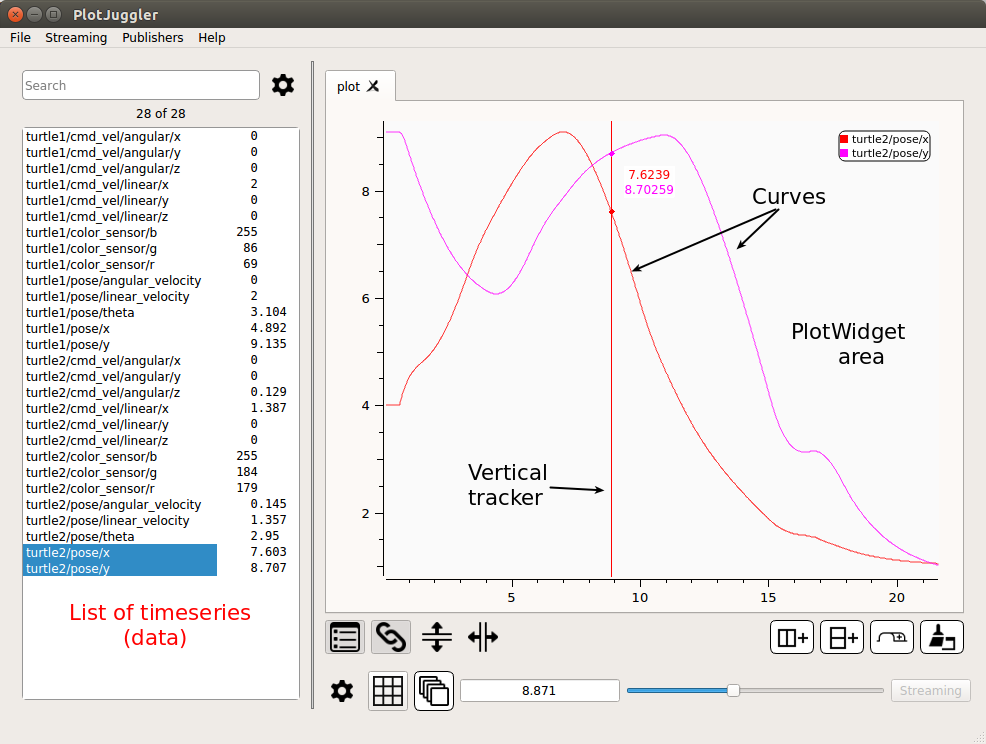 PlotJuggler
File Streaming Publishers Help
Search
28 of 28
turtle1/cmd_vel/angular/x 0
turtle1/cmd_vel/angular/y 0
turtle1/cmd_vel/angular/z 0
turtle1/cmd_vel/linear/x 2
turtle1/cmd_vel/linear/y 0
turtle1/cmd_vel/linear/z 0
turtle1/color_sensor/b 255
turtle1/color_sensor/g 86
turtle1/color_sensor/r 69
turtle1/pose/angular_velocity 0
turtle1/pose/linear_velocity 2
turtle1/pose/theta 3.104
turtle1/pose/x 4.892
turtle1/pose/y 9.135
turtle2/cmd_vel/angular/x 0
turtle2/cmd_vel/angular/y 0
turtle2/cmd_vel/angular/z 0.129
turtle2/cmd_vel/linear/x 1.387
turtle2/cmd_vel/linear/y 0
turtle2/cmd_vel/linear/z 0
turtle2/color_sensor/b 255
turtle2/color_sensor/g 184
turtle2/color_sensor/r 179
turtle2/pose/angular_velocity 0.145
turtle2/pose/linear_velocity 1.357
turtle2/pose/theta 2.95
turtle2/pose/x 7.603
turtle2/pose/y 8.707
List of timeseries
(data)
plot
turtle2/pose/x
turtle2/pose/y
7.6239
8.70259
Curves
PlotWidget
area
Vertical
tracker
8
6
4
2
5 10 15 20
8.871
Streaming